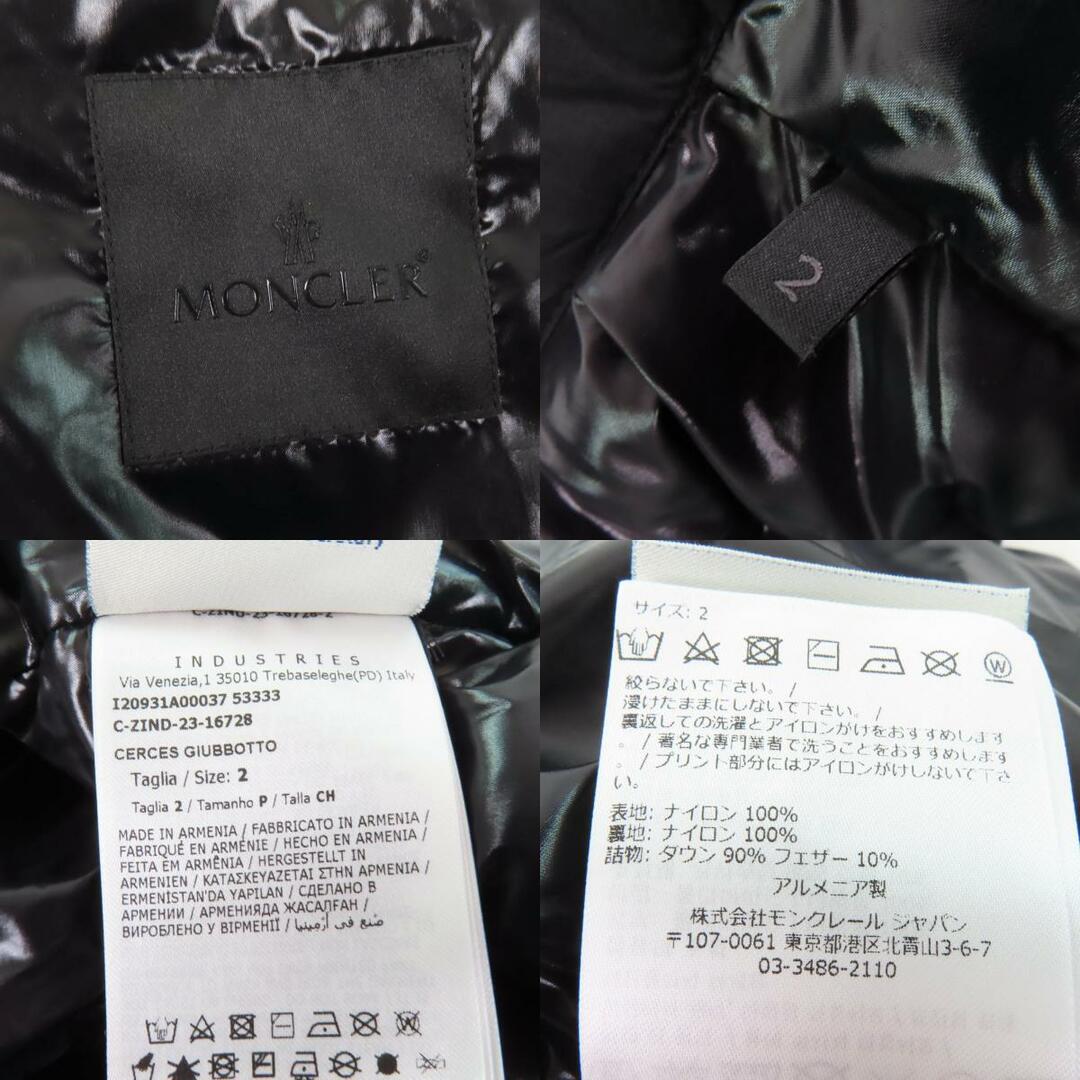 MONCLER
2
C-ZIND-23-16728-2
INDUSTRIES
Via Venezia,1 35010 Trebaseleghe(PD) Italy
I20931A00037 53333
C-ZIND-23-16728
CERCES GIUBBOTTO
Taglia / Size: 2
Taglia 2 / Tamanho P / Talla CH
MADE IN ARMENIA / FABBRICATO IN ARMENIA /
FABRIQUÉ EN ARMÉNIE / HECHO EN ARMENIA /
FEITA EM ARMÊNIA / HERGESTELLT IN
ARMENIEN / ΚΑΤΑΣΚΕΥΑΖΕΤΑΙ ΣΤΗΝ ΑΡΜΕΝΙΑ /
ERMENİSTAN'DA YAPILAN / СДЕЛАНО В
АРМЕНИИ / АРМЕНИЯДА ЖАСАЛҒАН /
ВИРОБЛЕНО У ВІРМЕНІЇ / صُنع في أرمينيا
サイズ: 2
W
絞らないで下さい。 /
浸けたままにしないで下さい。 /
裏返しての洗濯とアイロンがけをおすすめします
。 / 著名な専門業者で洗うことをおすすめします
。 / プリント部分にはアイロンがけしないで下さ
い。
表地: ナイロン 100%
裏地: ナイロン 100%
詰物: ダウン 90% フェザー 10%
アルメニア製
株式会社モンクレール ジャパン
〒107-0061 東京都港区北青山3-6-7
03-3486-2110